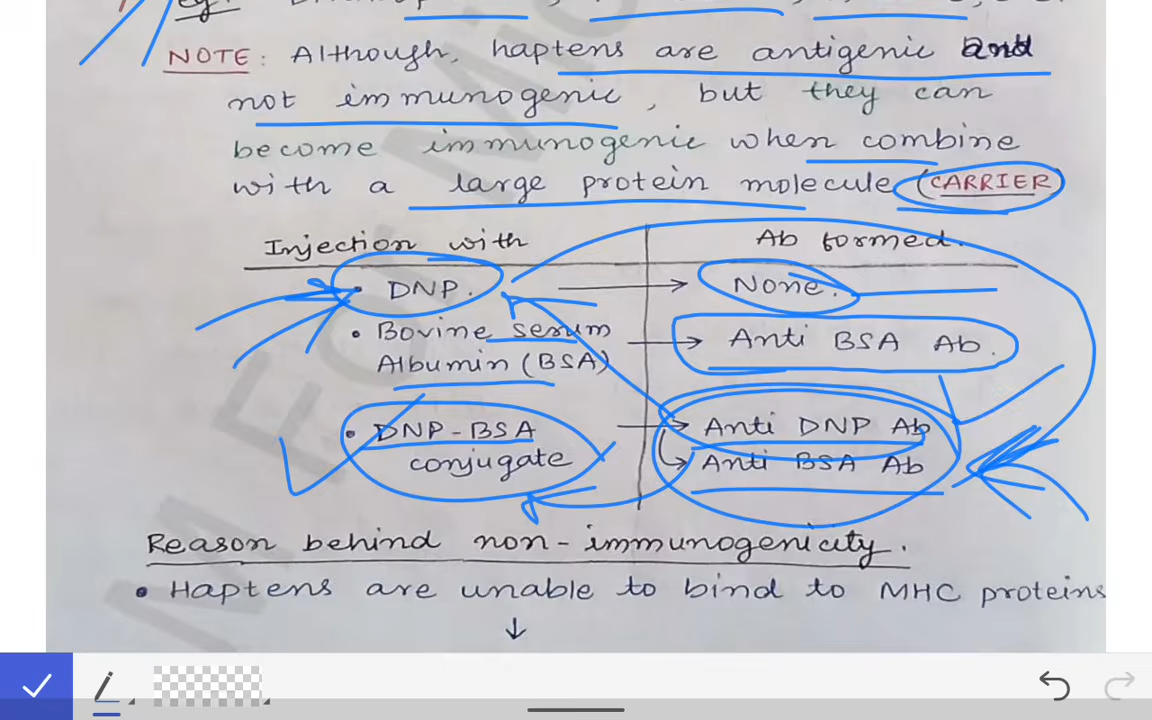 eg:
NOTE: Although, haptens are antigenic and
not immunogenic, but they can
become immunogenic when combine
with a large protein molecule (CARRIER)
Injection with Ab formed.
• DNP. → None.
• Bovine serum
Albumin (BSA) → Anti BSA Ab.
• DNP-BSA → Anti DNP Ab
conjugate Anti BSA Ab
Reason behind non-immunogenicity.
• Haptens are unable to bind to MHC proteins
↓